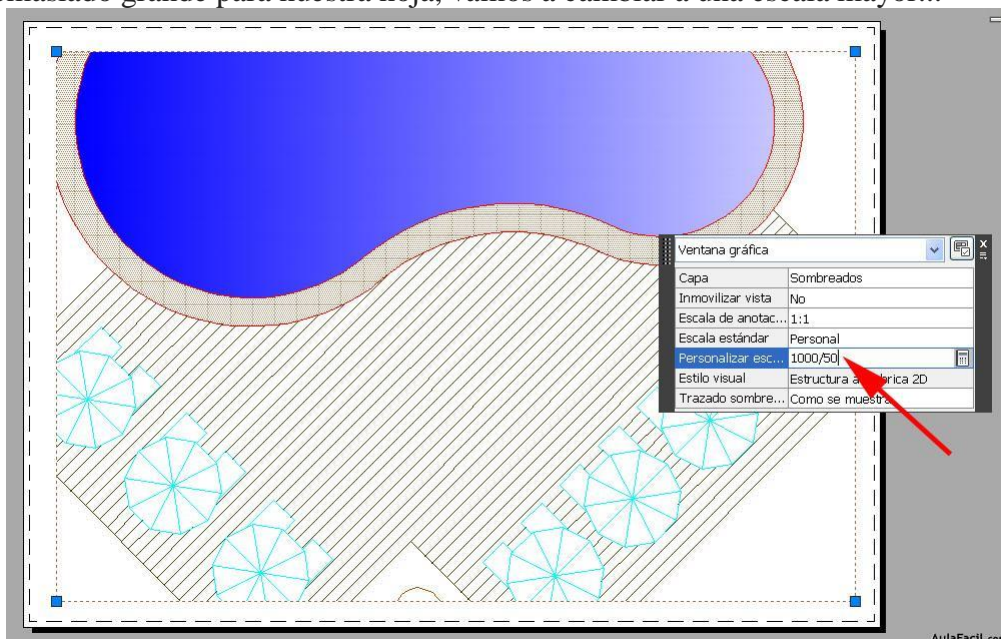 demasiado grande para nuestra hoja, vamos a cambiar a una escala mayor...
Ventana gráfica
Capa Sombreados
Inmovilizar vista No
Escala de anotac... 1:1
Escala estándar Personal
Personalizar esc... 1000/50
Estilo visual Estructura 2D
Trazado sombre... Como se muestra
AulaFacil